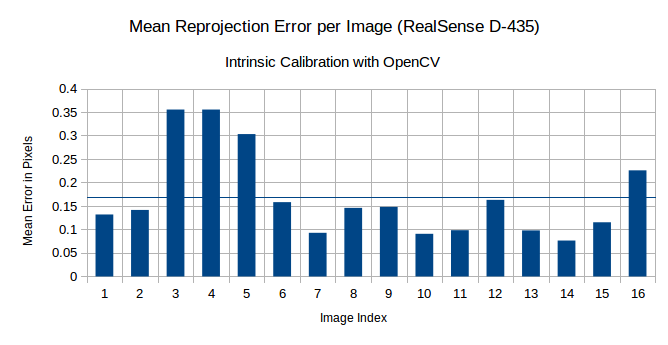 Mean Reprojection Error per Image (RealSense D-435)
Intrinsic Calibration with OpenCV
0.4
0.35
0.3
0.25
0.2
0.15
0.1
0.05
0
Mean Error in Pixels
1 2 3 4 5 6 7 8 9 10 11 12 13 14 15 16
Image Index